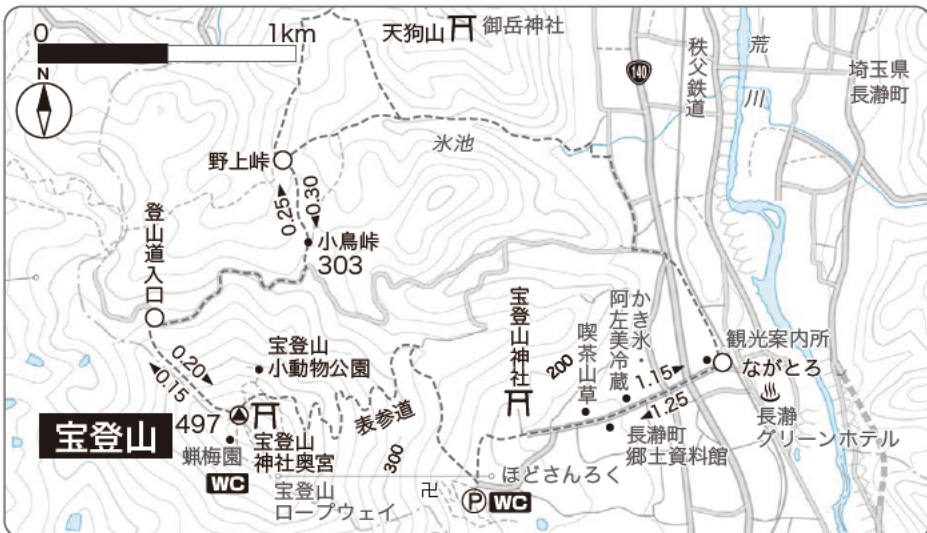 0
1km
N
天狗山
御岳神社
140
秩父鉄道
荒川
埼玉県
長瀞町
氷池
野上峠
0.25
0.30
小鳥峠
303
登山道入口
0.20
0.15
宝登山
小動物公園
宝登山
497
宝登山
神社奥宮
蝋梅園
WC
宝登山
ロープウェイ
表参道
300
卍
P
WC
ほどさんろく
宝登山神社
200
喫茶山草
かき氷・
阿左美冷蔵
1.15
1.25
長瀞町
郷土資料館
観光案内所
ながとろ
長瀞
グリーンホテル